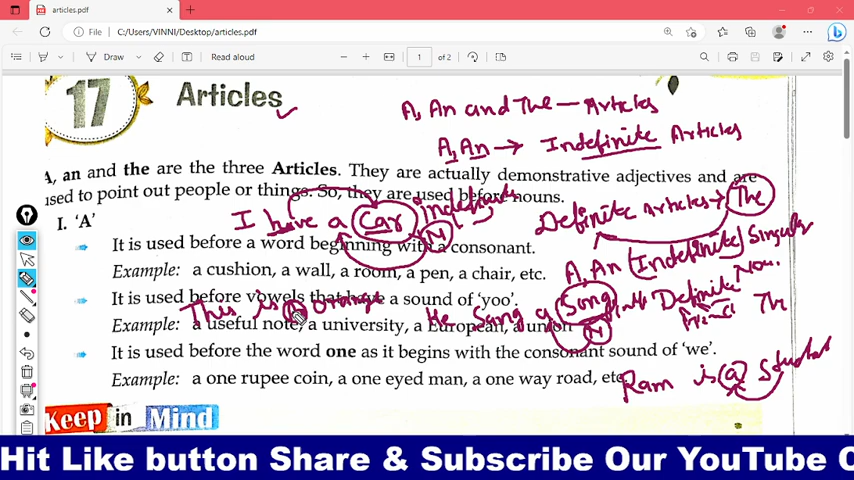 articles.pdf
File C:/Users/VINNI/Desktop/articles.pdf
Draw Read aloud 1 of 2
17 Articles
A, An and The — Articles
A, An → Indefinite Articles
A, an and the are the three Articles. They are actually demonstrative adjectives and are
used to point out people or things. So, they are used before nouns.
I have a car indefinite
Definite Articles → The
I. 'A'
N
It is used before a word beginning with a consonant.
A, An (Indefinite) Singular
Noun.
Example: a cushion, a wall, a room, a pen, a chair, etc.
It is used before vowels that have a sound of 'yoo'.
This is orange
He Sang a Song
Definite The
Example: a useful note, a university, a European, a union
N
It is used before the word one as it begins with the consonant sound of 'we'.
Example: a one rupee coin, a one eyed man, a one way road, etc.
Ram is a Student
Keep in Mind
Hit Like button Share & Subscribe Our YouTube C